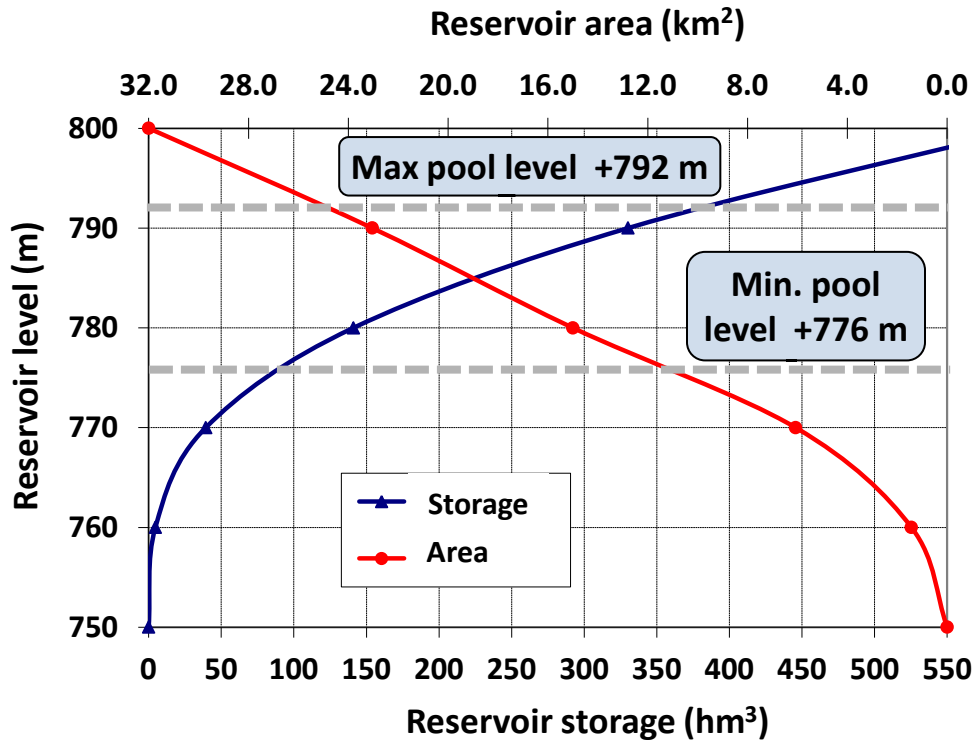 Reservoir area (km²)
32.0 28.0 24.0 20.0 16.0 12.0 8.0 4.0 0.0
800
Max pool level +792 m
790
Min. pool
level +776 m
780
770
760
750
Reservoir level (m)
Storage
Area
0 50 100 150 200 250 300 350 400 450 500 550
Reservoir storage (hm³)